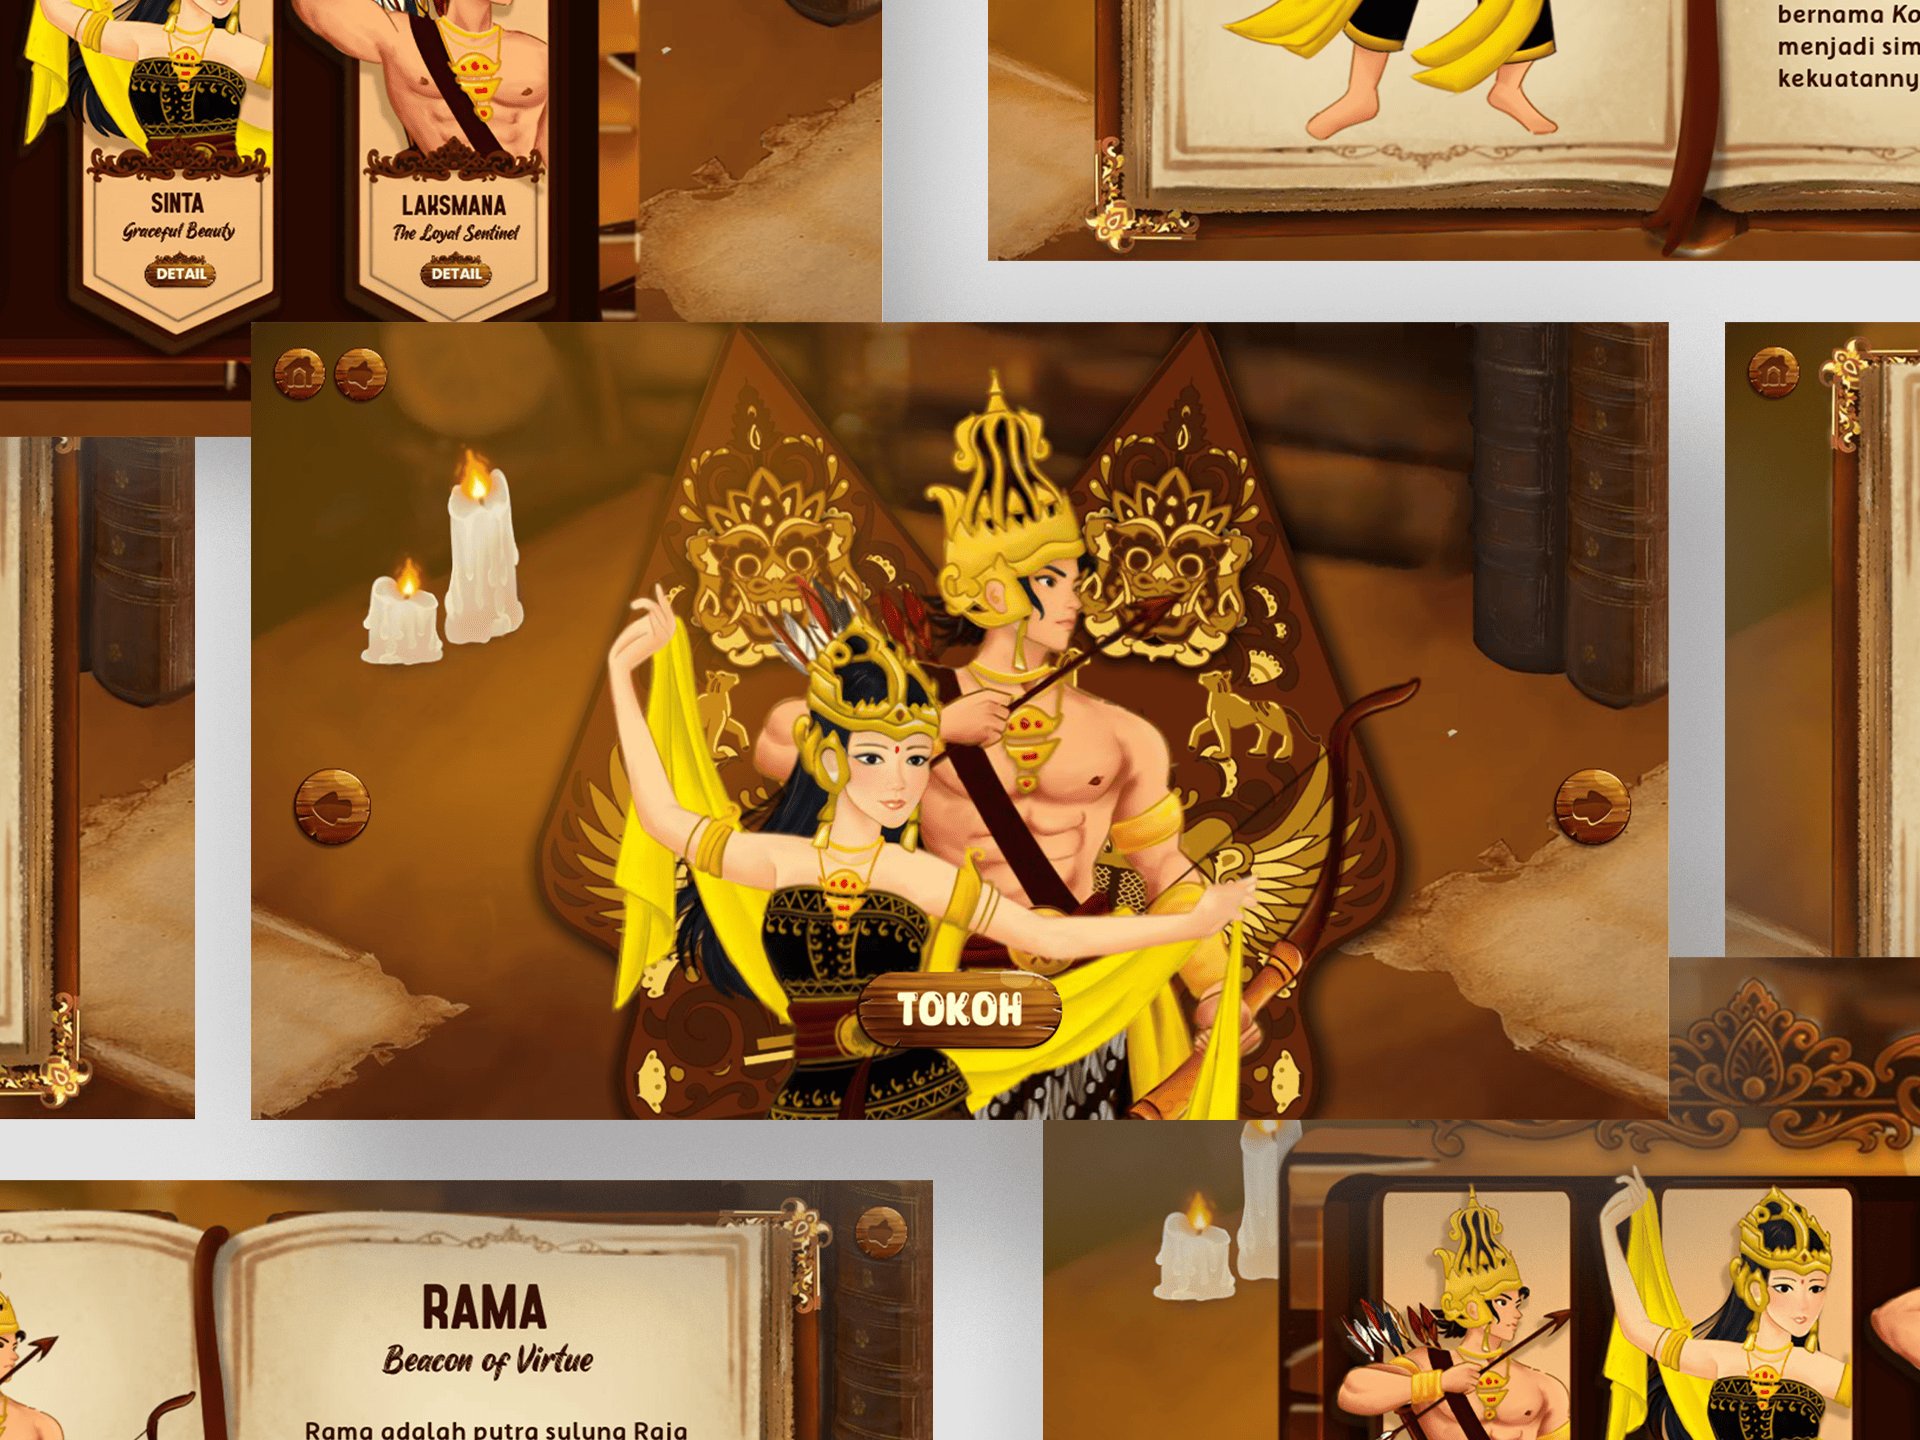 bernama Ko
menjadi sim
kekuatanny
SINTA
Graceful Beauty
DETAIL
LAKSMANA
The Loyal Sentinel
DETAIL
TOKOH
RAMA
Beacon of Virtue
Rama adalah putra sulung Raja